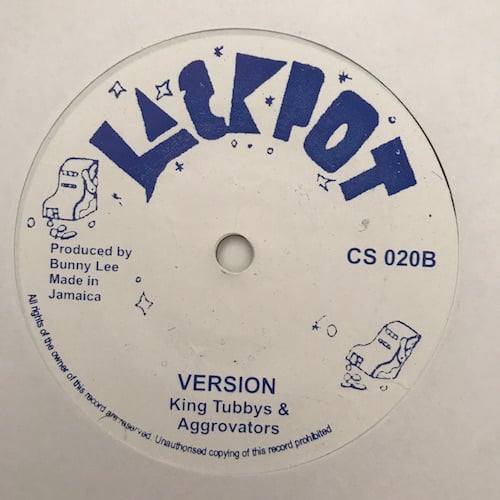 JACKPOT
Produced by
Bunny Lee
Made in
Jamaica
CS 020B
VERSION
King Tubbys &
Aggrovators
All rights of the owner of this record are reserved. Unauthorised copying of this record prohibited